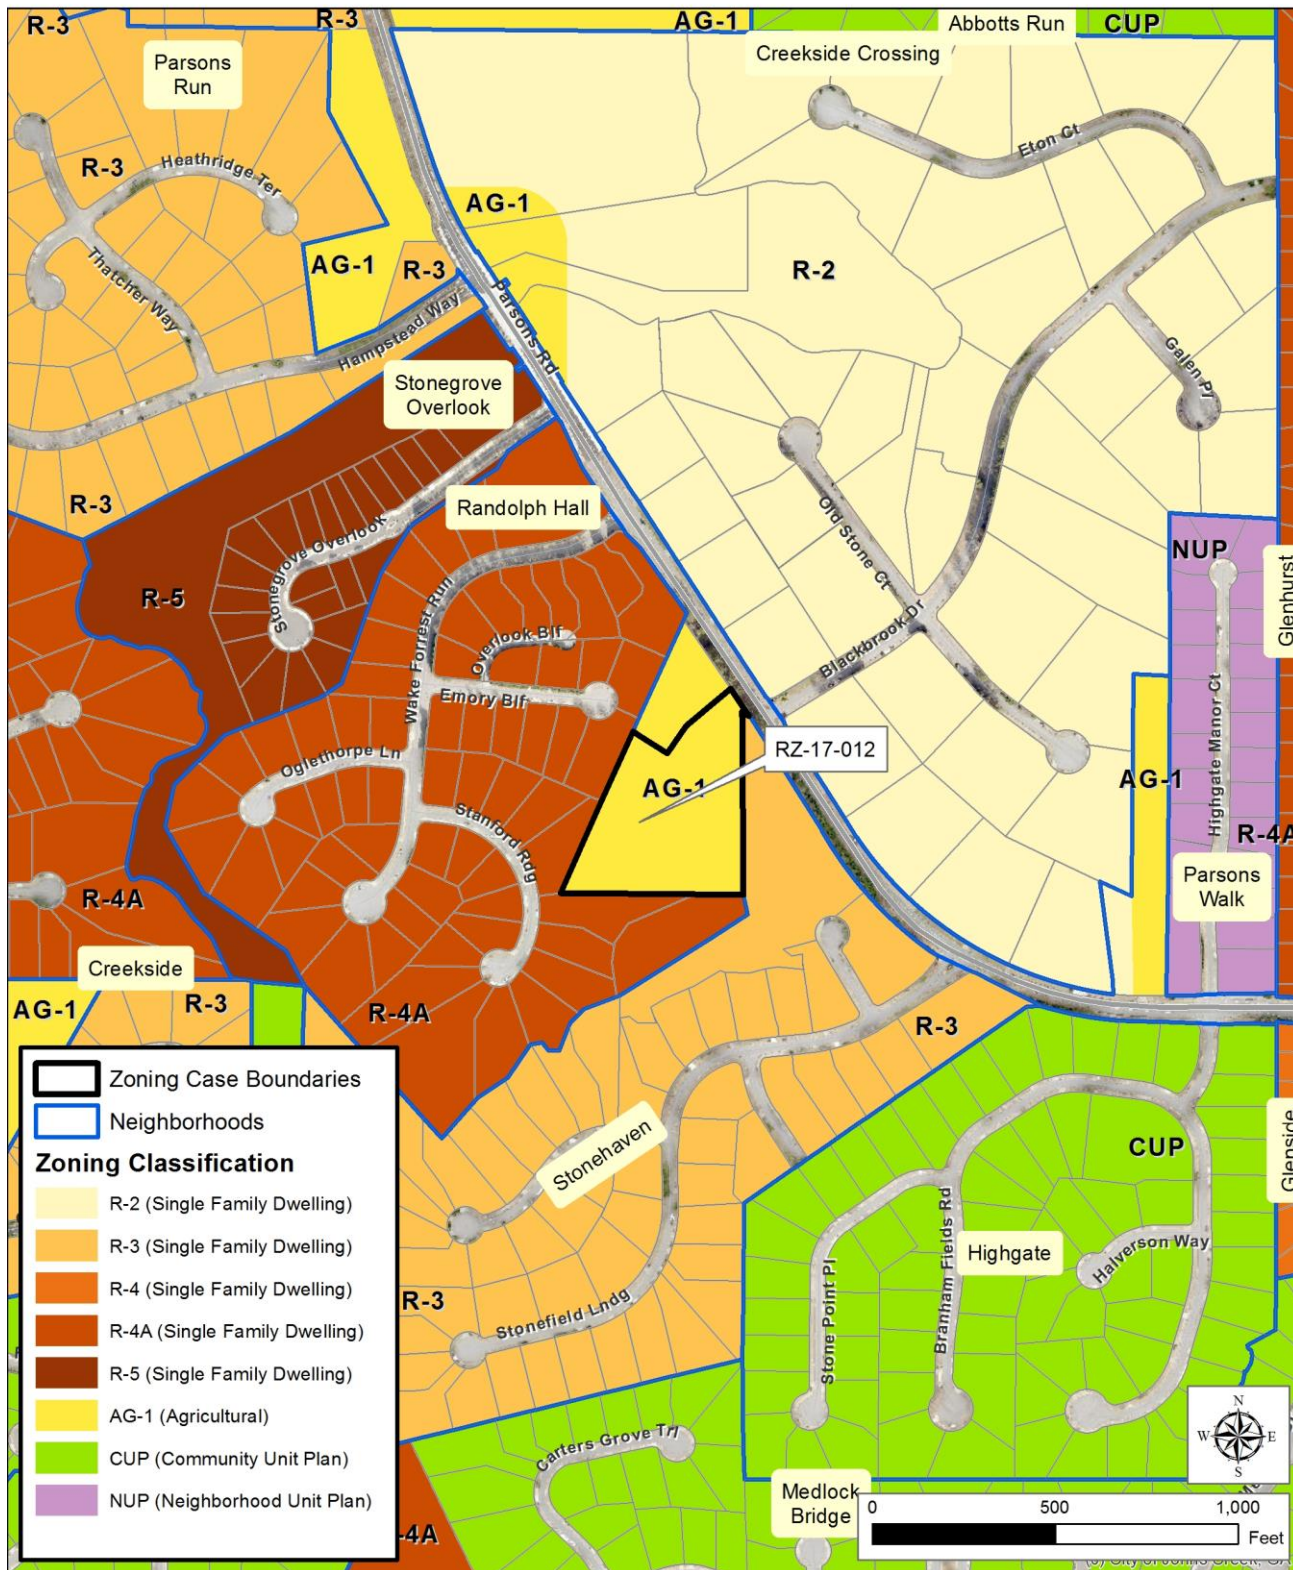 R-3
R-3
AG-1
Abbotts Run
CUP
Creekside Crossing
Parsons
Run
Eton Ct
R-3
Heathridge Ter
AG-1
AG-1
R-3
R-2
Thatcher Way
Hampstead Way
Parsons Rd
Galen Pl
Stonegrove
Overlook
R-3
Randolph Hall
Old Stone Ct
NUP
Glenhurst
Stonegrove Overlook
R-5
Wake Forrest Run
Overlook Blf
Emory Blf
Blackbrook Dr
Highgate Manor Ct
Oglethorpe Ln
RZ-17-012
AG-1
AG-1
Stanford Rdg
R-4A
Parsons
Walk
R-4A
Creekside
AG-1
R-3
R-4A
R-3
Zoning Case Boundaries
Neighborhoods
Zoning Classification
R-2 (Single Family Dwelling)
R-3 (Single Family Dwelling)
R-4 (Single Family Dwelling)
R-4A (Single Family Dwelling)
R-5 (Single Family Dwelling)
AG-1 (Agricultural)
CUP (Community Unit Plan)
NUP (Neighborhood Unit Plan)
Stonehaven
CUP
Glenside
Highgate
Halverson Way
Branham Fields Rd
Stone Point Pl
R-3
Stonefield Lndg
Carters Grove Trl
N
W E
S
Medlock
Bridge
-4A
0 500 1,000
Feet